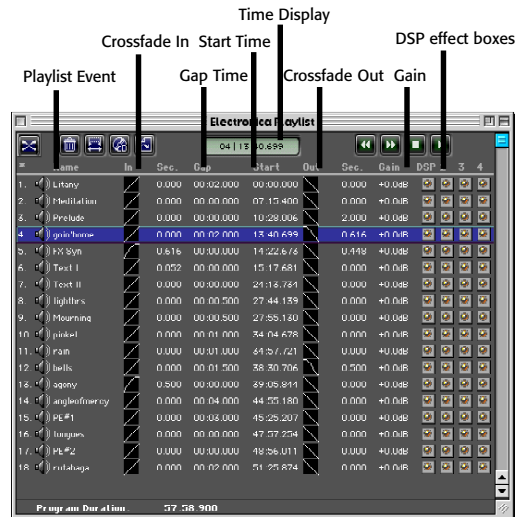 Time Display
Crossfade In Start Time DSP effect boxes
Playlist Event Gap Time Crossfade Out Gain
Electronica Playlist
04 | 13 40.699
Name In Sec. Gap Start Out Sec. Gain DSP 3 4
1. Litany 0.000 00:02.000 00:00.000 0.000 +0.0dB
2. Meditation 0.000 00:00.000 07:15.400 0.000 +0.0dB
3. Prelude 0.000 00:00.000 10:28.006 2.000 +0.0dB
4. goin'home 0.000 00:02.000 13:40.699 0.616 +0.0dB
5. FX Syn 0.616 00:00.000 14:22.673 0.448 +0.0dB
6. Text I 0.052 00:00.000 15:17.681 0.000 +0.0dB
7. Text II 0.000 00:00.000 24:13.734 0.000 +0.0dB
8. lighthrs 0.000 00:00.500 27:44.139 0.000 +0.0dB
9. Mourning 0.000 00:00.500 27:55.130 0.000 +0.0dB
10. pinkel 0.000 00:01.000 34:04.678 0.000 +0.0dB
11. rain 0.000 00:01.000 34:57.721 0.000 +0.0dB
12. bells 0.000 00:01.500 38:30.706 0.500 +0.0dB
13. agony 0.500 00:00.000 39:05.844 0.000 +0.0dB
14. angleofmercy 0.000 00:04.000 44:55.180 0.000 +0.0dB
15. PE#1 0.000 00:03.000 45:25.207 0.000 +0.0dB
16. tongues 0.000 00:00.000 47:57.254 0.000 +0.0dB
17. PE#2 0.000 00:00.000 48:56.011 0.000 +0.0dB
18. rutabaga 0.000 00:02.000 51:25.874 0.000 +0.0dB
Program Duration: 57:58.900